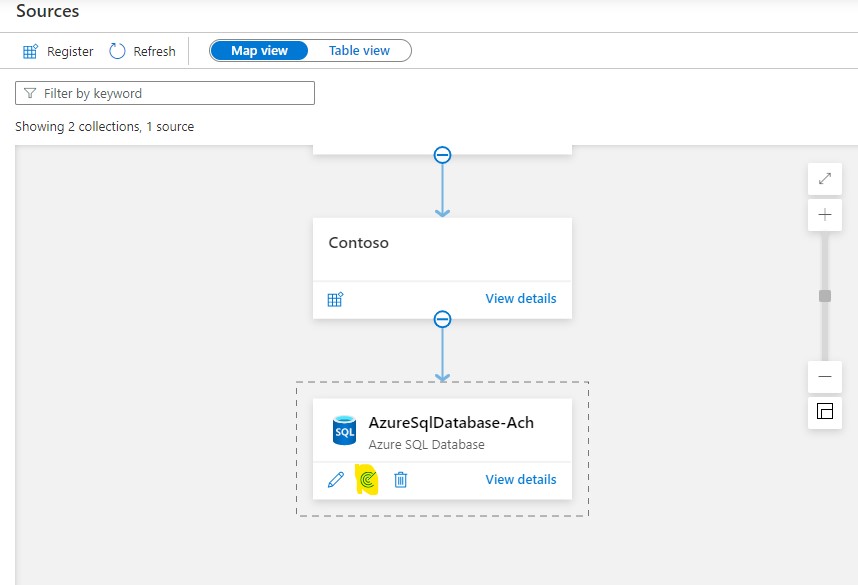 Sources
Register Refresh Map view Table view
Filter by keyword
Showing 2 collections, 1 source
Contoso
View details
SQL
AzureSqlDatabase-Ach
Azure SQL Database
View details